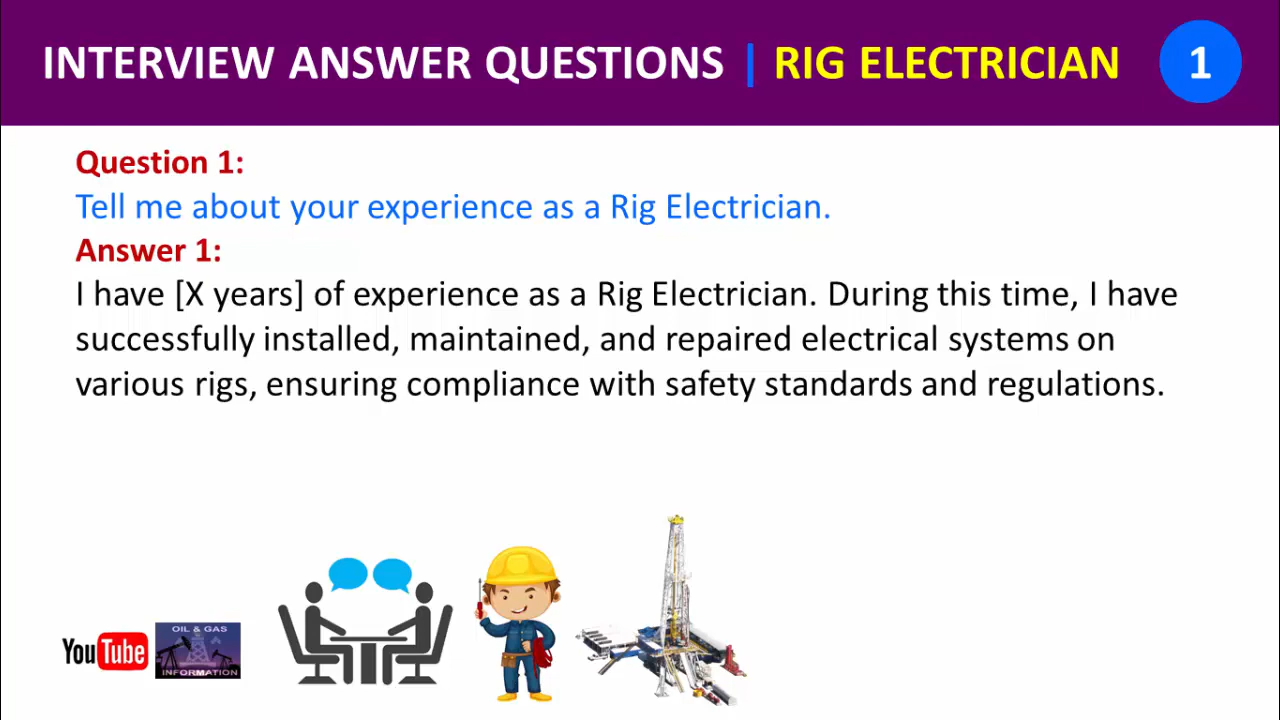 INTERVIEW ANSWER QUESTIONS | RIG ELECTRICIAN 1
Question 1:
Tell me about your experience as a Rig Electrician.
Answer 1:
I have [X years] of experience as a Rig Electrician. During this time, I have
successfully installed, maintained, and repaired electrical systems on
various rigs, ensuring compliance with safety standards and regulations.
YouTube
OIL & GAS
INFORMATION